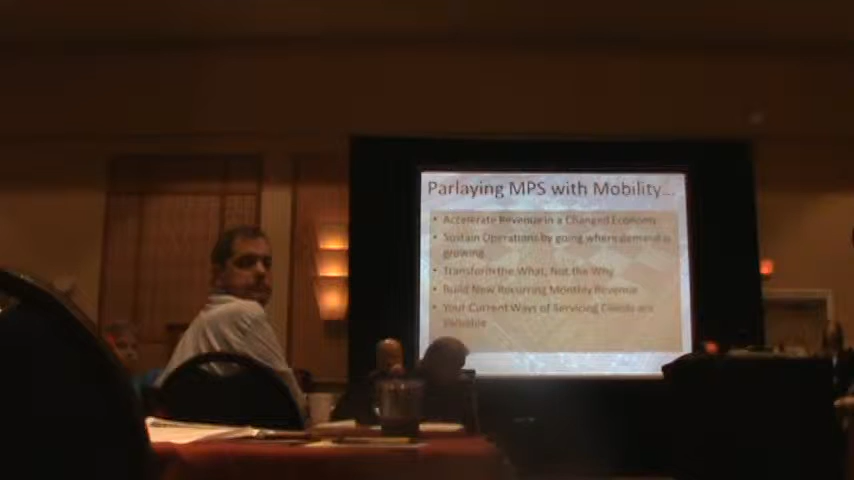 Parlaying MPS with Mobility...
• Accelerate Revenue in a Changed Economy
• Sustain Operations by going where demand is
growing
• Transform the What, Not the Why
• Build New Recurring Monthly Revenue
• Your Current Ways of Servicing Clients are
Valuable